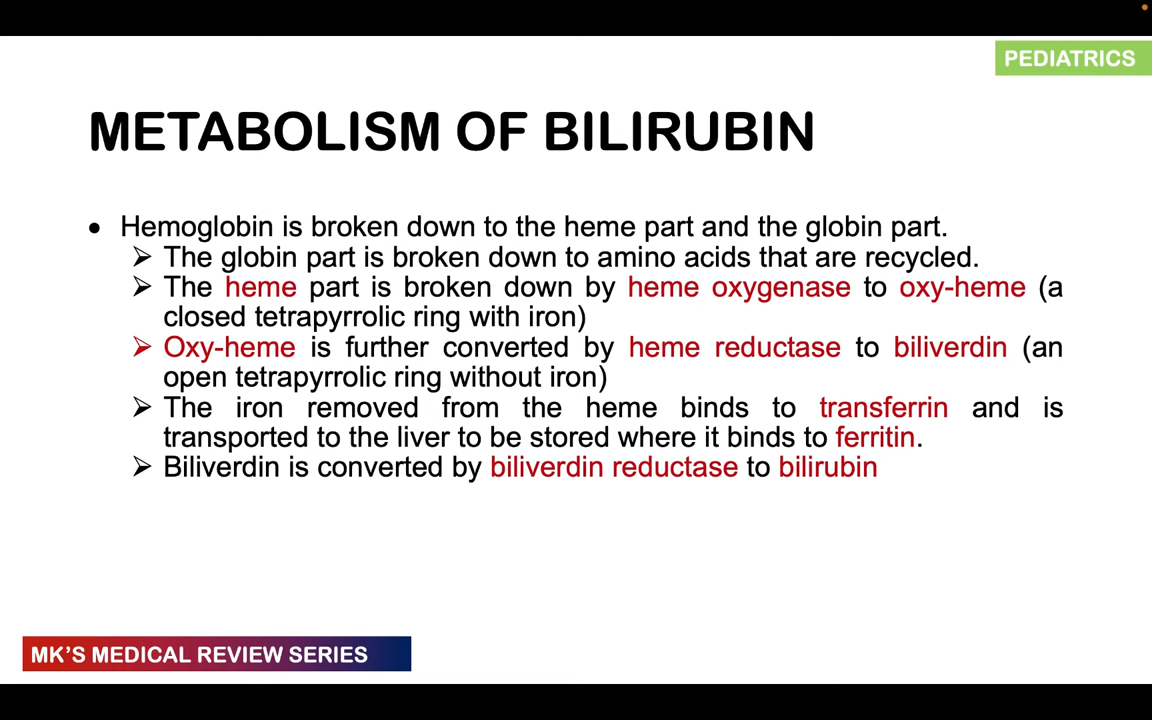 PEDIATRICS
METABOLISM OF BILIRUBIN
• Hemoglobin is broken down to the heme part and the globin part.
➢ The globin part is broken down to amino acids that are recycled.
➢ The heme part is broken down by heme oxygenase to oxy-heme (a
closed tetrapyrrolic ring with iron)
➢ Oxy-heme is further converted by heme reductase to biliverdin (an
open tetrapyrrolic ring without iron)
➢ The iron removed from the heme binds to transferrin and is
transported to the liver to be stored where it binds to ferritin.
➢ Biliverdin is converted by biliverdin reductase to bilirubin
MK'S MEDICAL REVIEW SERIES